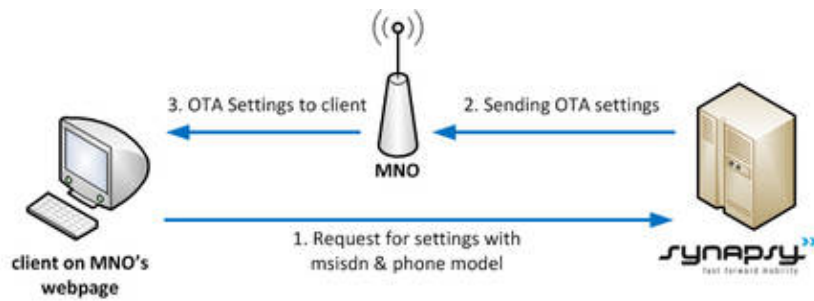 3. OTA Settings to client
2. Sending OTA settings
MNO
1. Request for settings with
msisdn & phone model
client on MNO's
webpage
synapsy
fast forward mobility